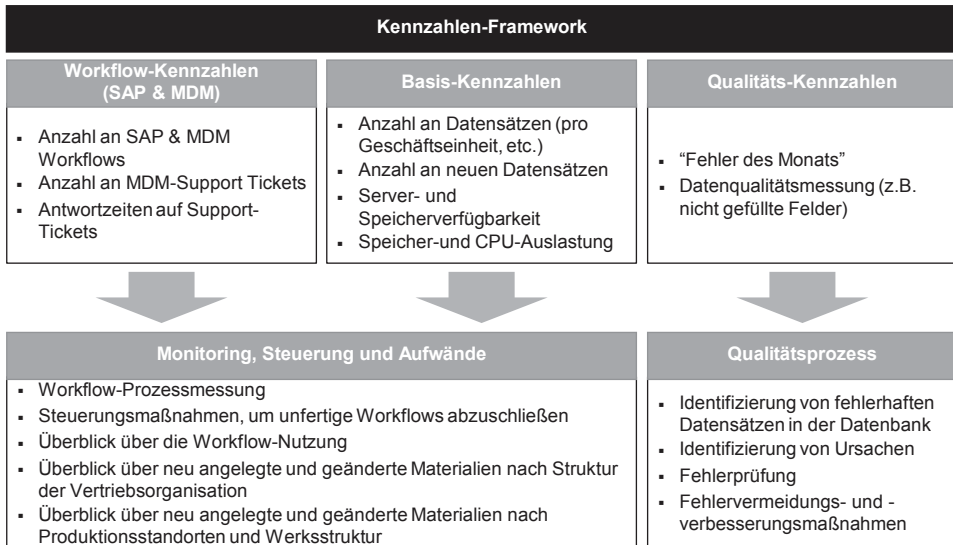 Kennzahlen-Framework
Workflow-Kennzahlen
(SAP & MDM)
▪ Anzahl an SAP & MDM
Workflows
▪ Anzahl an MDM-Support Tickets
▪ Antwortzeiten auf Support-
Tickets
Basis-Kennzahlen
▪ Anzahl an Datensätzen (pro
Geschäftseinheit, etc.)
▪ Anzahl an neuen Datensätzen
▪ Server- und
Speicherverfügbarkeit
▪ Speicher-und CPU-Auslastung
Qualitäts-Kennzahlen
▪ “Fehler des Monats”
▪ Datenqualitätsmessung (z.B.
nicht gefüllte Felder)
Monitoring, Steuerung und Aufwände
▪ Workflow-Prozessmessung
▪ Steuerungsmaßnahmen, um unfertige Workflows abzuschließen
▪ Überblick über die Workflow-Nutzung
▪ Überblick über neu angelegte und geänderte Materialien nach Struktur
der Vertriebsorganisation
▪ Überblick über neu angelegte und geänderte Materialien nach
Produktionsstandorten und Werksstruktur
Qualitätsprozess
▪ Identifizierung von fehlerhaften
Datensätzen in der Datenbank
▪ Identifizierung von Ursachen
▪ Fehlerprüfung
▪ Fehlervermeidungs- und -
verbesserungsmaßnahmen